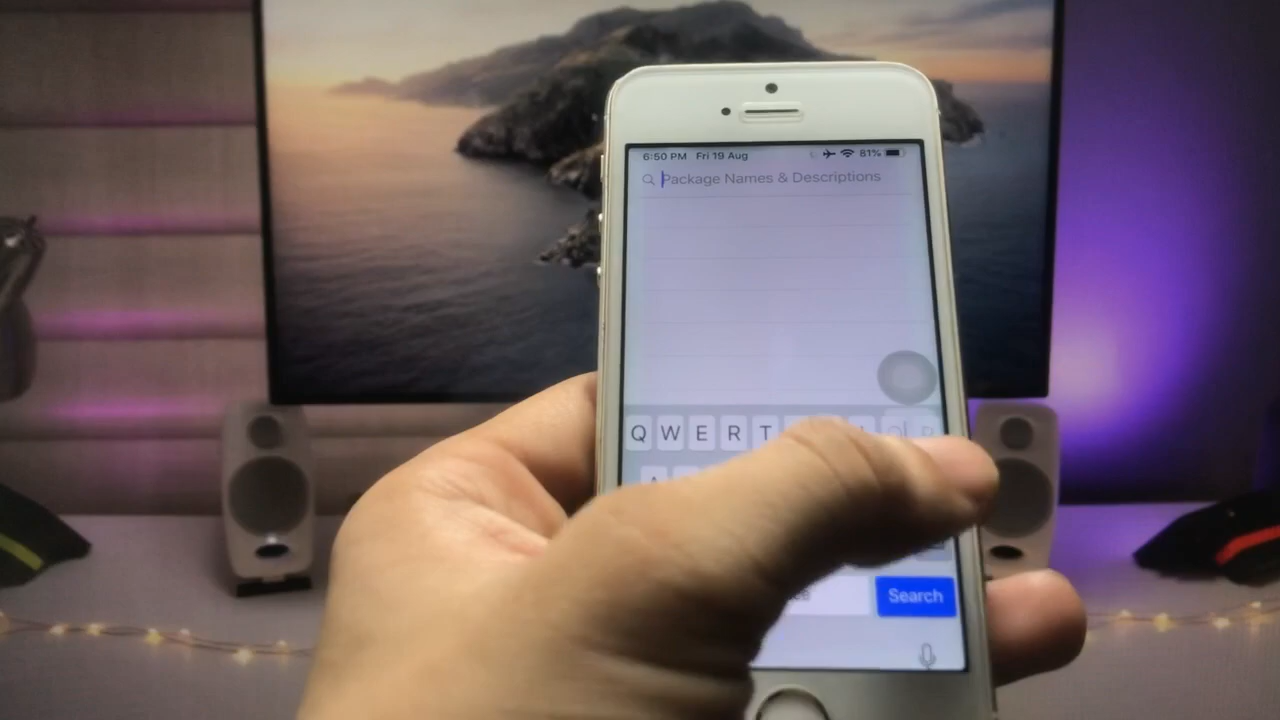 6:50 PM Fri 19 Aug 81%
Package Names & Descriptions
Q W E R T
Search